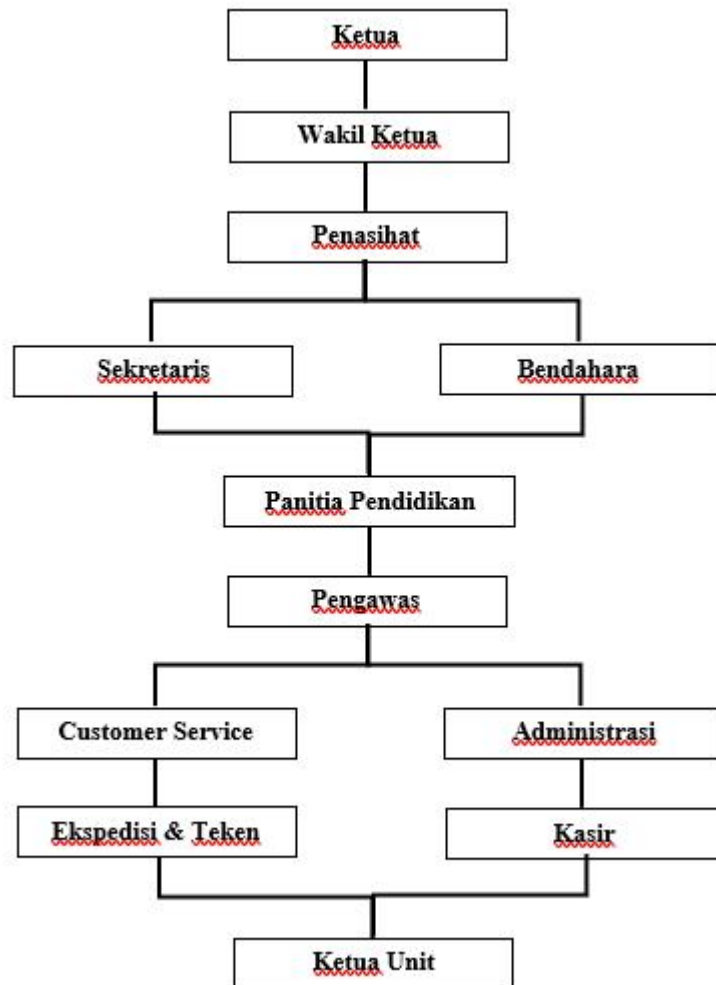 Ketua
Wakil Ketua
Penasihat
Sekretaris
Bendahara
Panitia Pendidikan
Pengawas
Customer Service
Administrasi
Ekspedisi & Teken
Kasir
Ketua Unit